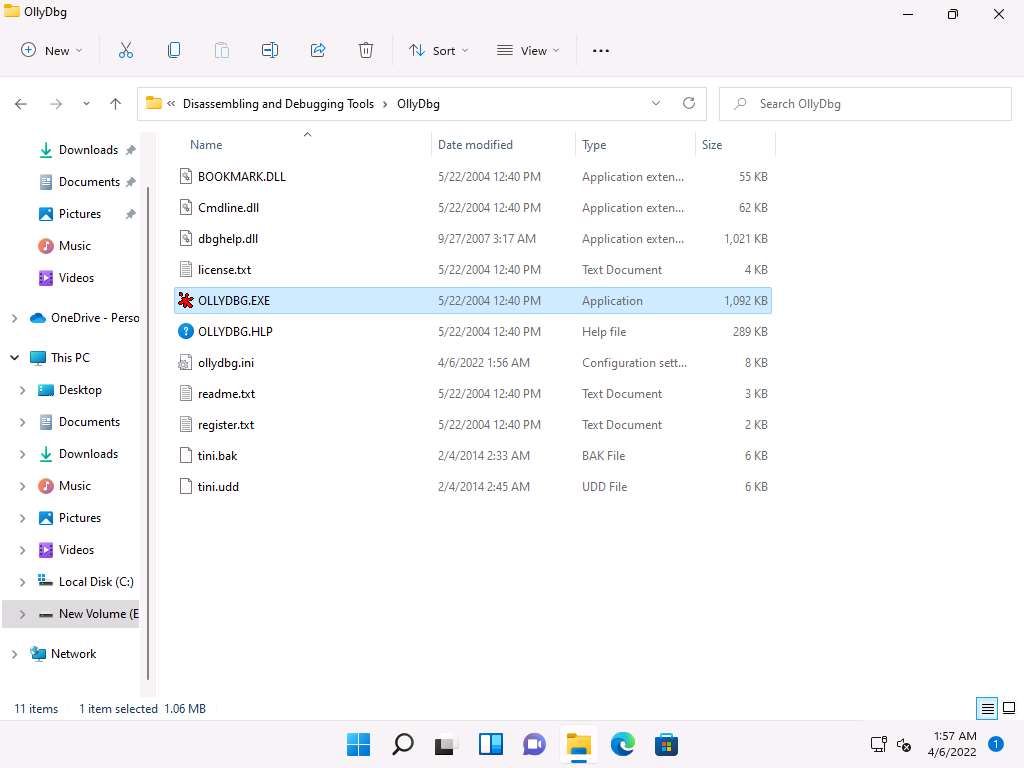 OllyDbg
New
Sort
View
« Disassembling and Debugging Tools > OllyDbg
Search OllyDbg
Downloads
Documents
Pictures
Music
Videos
OneDrive - Perso
This PC
Desktop
Documents
Downloads
Music
Pictures
Videos
Local Disk (C:)
New Volume (E
Network
Name Date modified Type Size
BOOKMARK.DLL 5/22/2004 12:40 PM Application exten... 55 KB
Cmdline.dll 5/22/2004 12:40 PM Application exten... 62 KB
dbghelp.dll 9/27/2007 3:17 AM Application exten... 1,021 KB
license.txt 5/22/2004 12:40 PM Text Document 4 KB
OLLYDBG.EXE 5/22/2004 12:40 PM Application 1,092 KB
OLLYDBG.HLP 5/22/2004 12:40 PM Help file 289 KB
ollydbg.ini 4/6/2022 1:56 AM Configuration sett... 8 KB
readme.txt 5/22/2004 12:40 PM Text Document 3 KB
register.txt 5/22/2004 12:40 PM Text Document 2 KB
tini.bak 2/4/2014 2:33 AM BAK File 6 KB
tini.udd 2/4/2014 2:45 AM UDD File 6 KB
11 items 1 item selected 1.06 MB
1:57 AM
4/6/2022
1